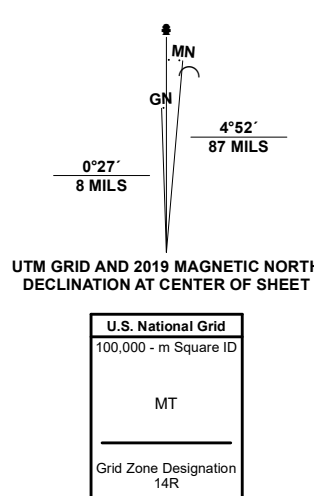 MN
GN
4°52´
87 MILS
0°27´
8 MILS
UTM GRID AND 2019 MAGNETIC NORTH
DECLINATION AT CENTER OF SHEET
U.S. National Grid
100,000 - m Square ID
MT
Grid Zone Designation
14R